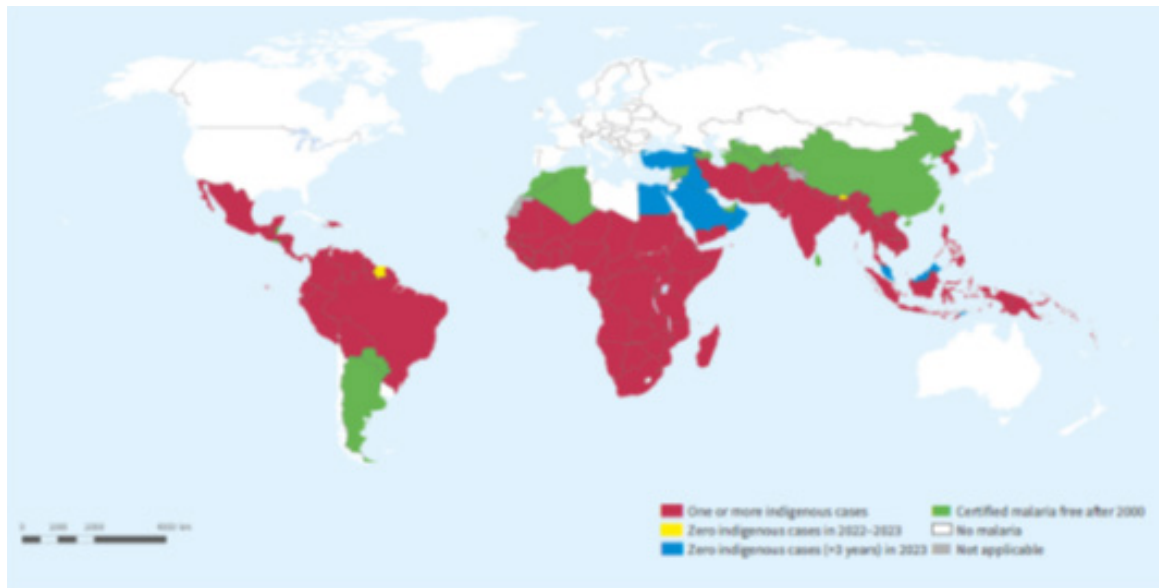 One or more indigenous cases
Zero indigenous cases in 2022–2023
Zero indigenous cases (>3 years) in 2023
Certified malaria free after 2000
No malaria
Not applicable